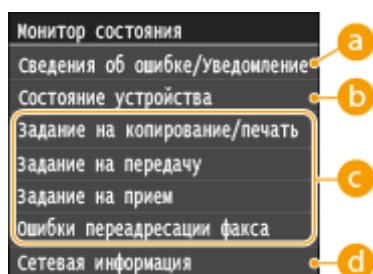 Монитор состояния
Сведения об ошибке/Уведомление
a
Состояние устройства
b
Задание на копирование/печать
Задание на передачу
Задание на прием
Ошибки переадресации факса
c
Сетевая информация
d